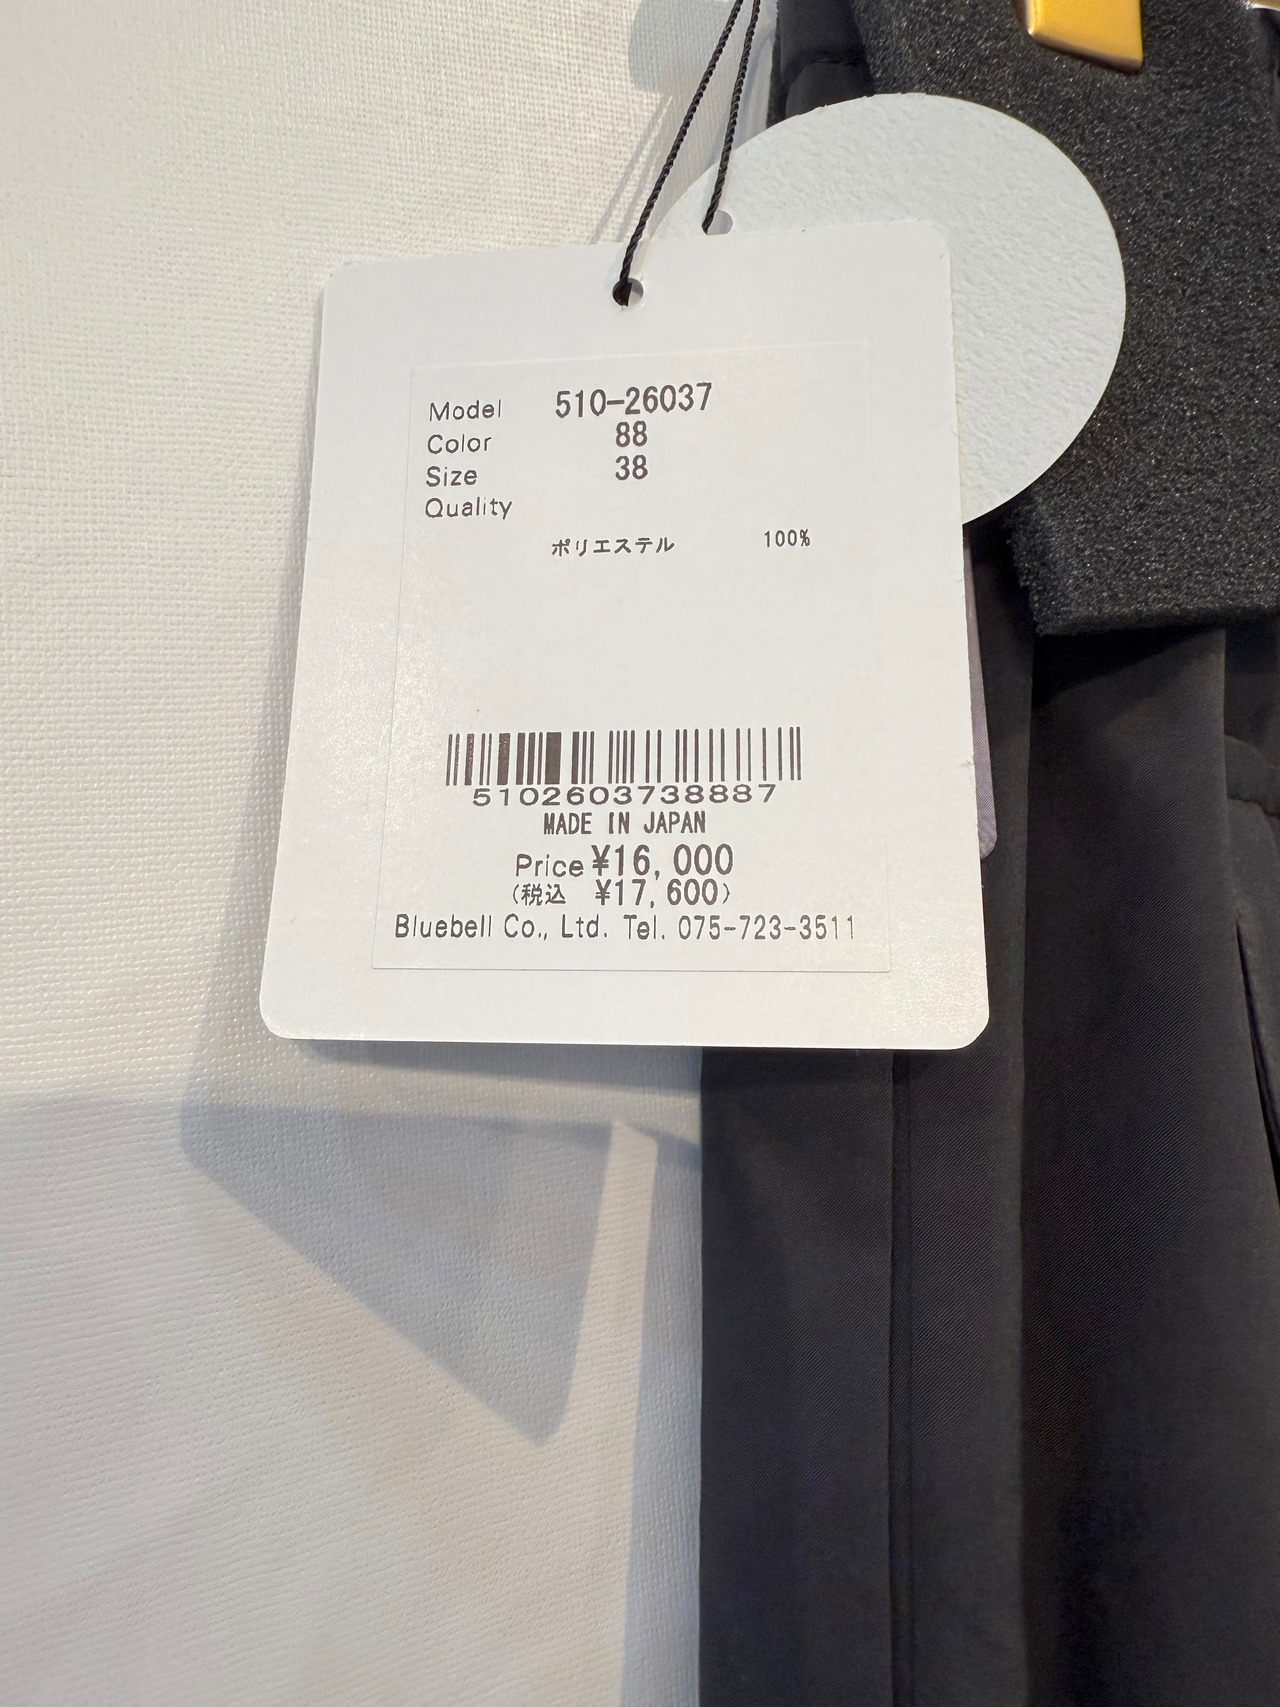 Model 510-26037
Color 88
Size 38
Quality
ポリエステル 100%
5102603738887
MADE IN JAPAN
Price ¥16,000
(税込 ¥17,600)
Bluebell Co., Ltd. Tel. 075-723-3511